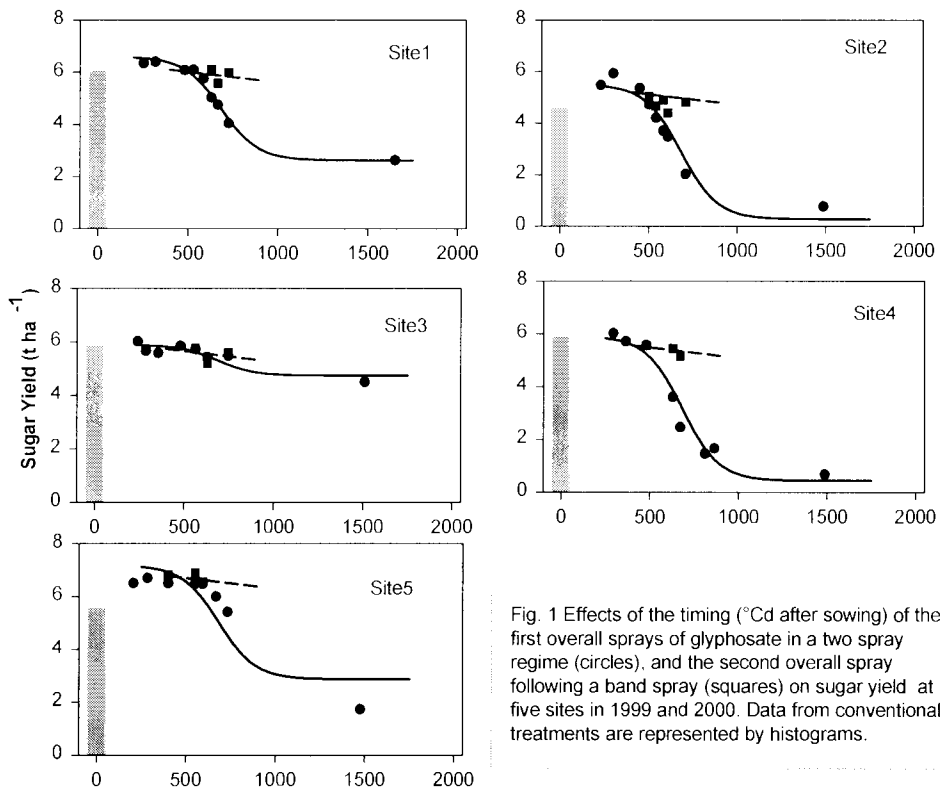 8
6
4
2
0
Site1
0 500 1000 1500 2000
8
6
4
2
0
Site2
0 500 1000 1500 2000
Sugar Yield (t ha -1)
8
6
4
2
0
Site3
0 500 1000 1500 2000
8
6
4
2
0
Site4
0 500 1000 1500 2000
8
6
4
2
0
Site5
0 500 1000 1500 2000
Fig. 1 Effects of the timing (°Cd after sowing) of the
first overall sprays of glyphosate in a two spray
regime (circles), and the second overall spray
following a band spray (squares) on sugar yield at
five sites in 1999 and 2000. Data from conventional
treatments are represented by histograms.